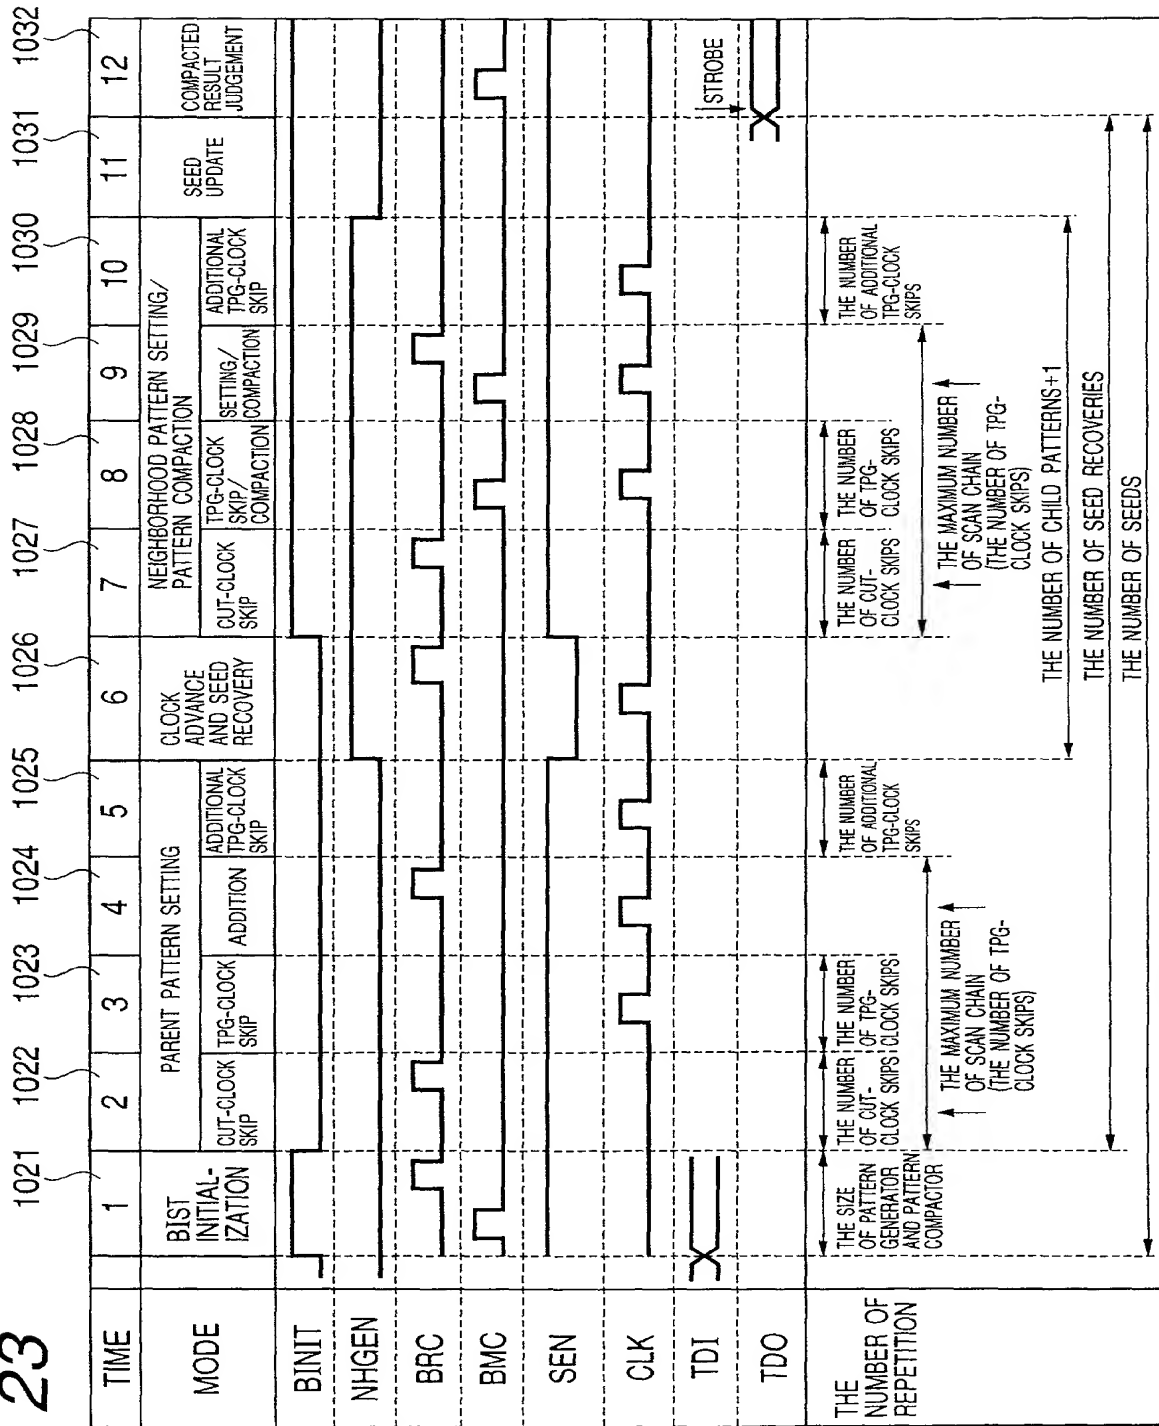 23
1021 1022 1023 1024 1025 1026 1027 1028 1029 1030 1031 1032
TIME
1 2 3 4 5 6 7 8 9 10 11 12
MODE
BIST
INITIAL-
IZATION
PARENT PATTERN SETTING
CUT-CLOCK
SKIP
TPG-CLOCK
SKIP
ADDITION
ADDITIONAL
TPG-CLOCK
SKIP
CLOCK
ADVANCE
AND SEED
RECOVERY
NEIGHBORHOOD PATTERN SETTING/
PATTERN COMPACTION
CUT-CLOCK
SKIP
TPG-CLOCK
SKIP/
COMPACTION
SETTING/
COMPACTION
ADDITIONAL
TPG-CLOCK
SKIP
SEED
UPDATE
COMPACTED
RESULT
JUDGEMENT
BINIT
NHGEN
BRC
BMC
SEN
CLK
TDI
TDO
STROBE
THE
NUMBER OF
REPETITION
THE SIZE
OF PATTERN
GENERATOR
AND PATTERN
COMPACTOR
THE NUMBER
OF CUT-
CLOCK SKIPS
THE NUMBER
OF TPG-
CLOCK SKIPS
THE NUMBER
OF ADDITIONAL
TPG-CLOCK
SKIPS
THE MAXIMUM NUMBER
OF SCAN CHAIN
(THE NUMBER OF TPG-
CLOCK SKIPS)
THE NUMBER
OF CUT-
CLOCK SKIPS
THE NUMBER
OF TPG-
CLOCK SKIPS
THE NUMBER
OF ADDITIONAL
TPG-CLOCK
SKIPS
THE MAXIMUM NUMBER
OF SCAN CHAIN
(THE NUMBER OF TPG-
CLOCK SKIPS)
THE NUMBER OF CHILD PATTERNS+1
THE NUMBER OF SEED RECOVERIES
THE NUMBER OF SEEDS